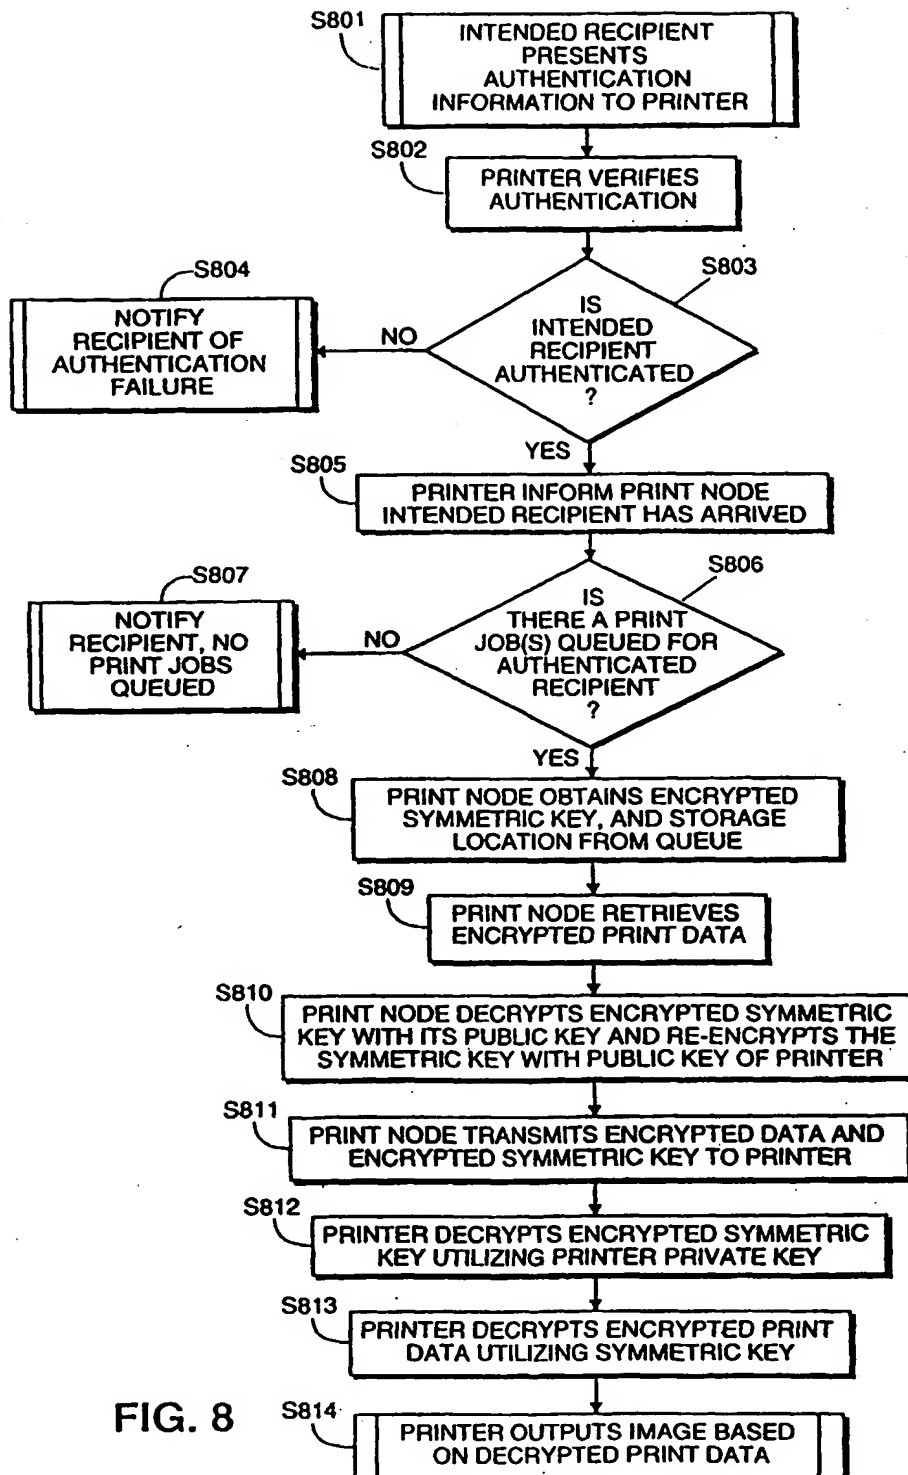 S801
INTENDED RECIPIENT
PRESENTS
AUTHENTICATION
INFORMATION TO PRINTER
S802
PRINTER VERIFIES
AUTHENTICATION
S803
IS
INTENDED
RECIPIENT
AUTHENTICATED
?
S804
NOTIFY
RECIPIENT OF
AUTHENTICATION
FAILURE
NO
YES
S805
PRINTER INFORM PRINT NODE
INTENDED RECIPIENT HAS ARRIVED
S806
IS
THERE A PRINT
JOB(S) QUEUED FOR
AUTHENTICATED
RECIPIENT
?
S807
NOTIFY
RECIPIENT, NO
PRINT JOBS
QUEUED
NO
YES
S808
PRINT NODE OBTAINS ENCRYPTED
SYMMETRIC KEY, AND STORAGE
LOCATION FROM QUEUE
S809
PRINT NODE RETRIEVES
ENCRYPTED PRINT DATA
S810
PRINT NODE DECRYPTS ENCRYPTED SYMMETRIC
KEY WITH ITS PUBLIC KEY AND RE-ENCRYPTS THE
SYMMETRIC KEY WITH PUBLIC KEY OF PRINTER
S811
PRINT NODE TRANSMITS ENCRYPTED DATA AND
ENCRYPTED SYMMETRIC KEY TO PRINTER
S812
PRINTER DECRYPTS ENCRYPTED SYMMETRIC
KEY UTILIZING PRINTER PRIVATE KEY
S813
PRINTER DECRYPTS ENCRYPTED PRINT
DATA UTILIZING SYMMETRIC KEY
FIG. 8
S814
PRINTER OUTPUTS IMAGE BASED
ON DECRYPTED PRINT DATA